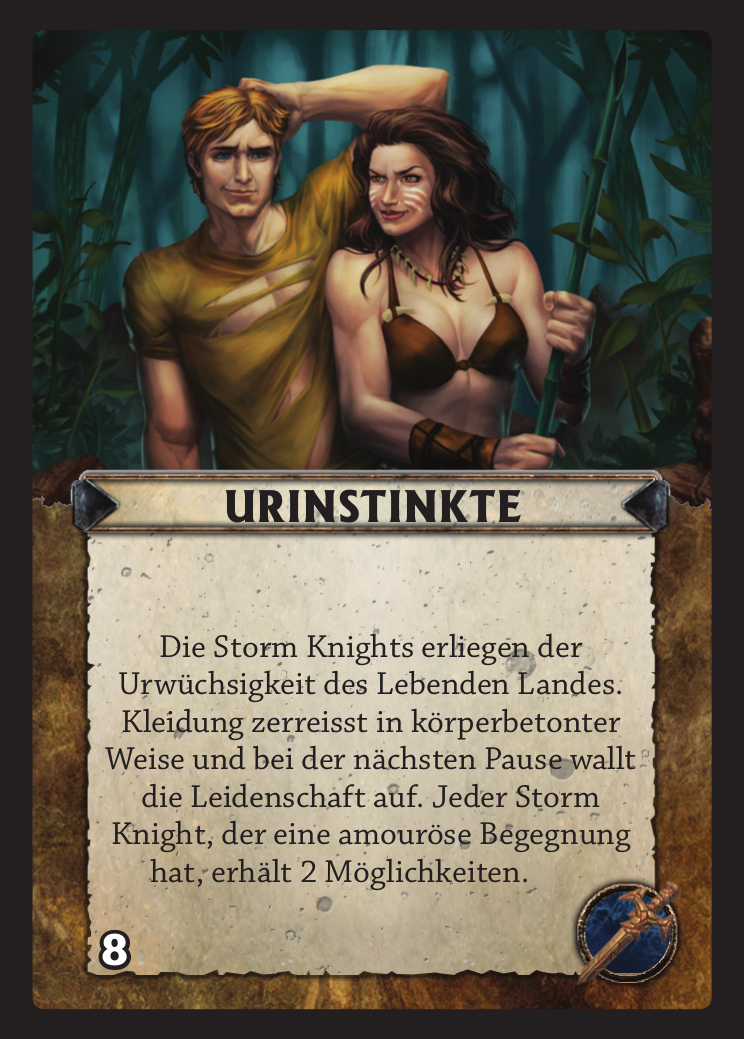 URINSTINKTE
Die Storm Knights erliegen der
Urwüchsigkeit des Lebenden Landes.
Kleidung zerreisst in körperbetonter
Weise und bei der nächsten Pause wallt
die Leidenschaft auf. Jeder Storm
Knight, der eine amouröse Begegnung
hat, erhält 2 Möglichkeiten.
8